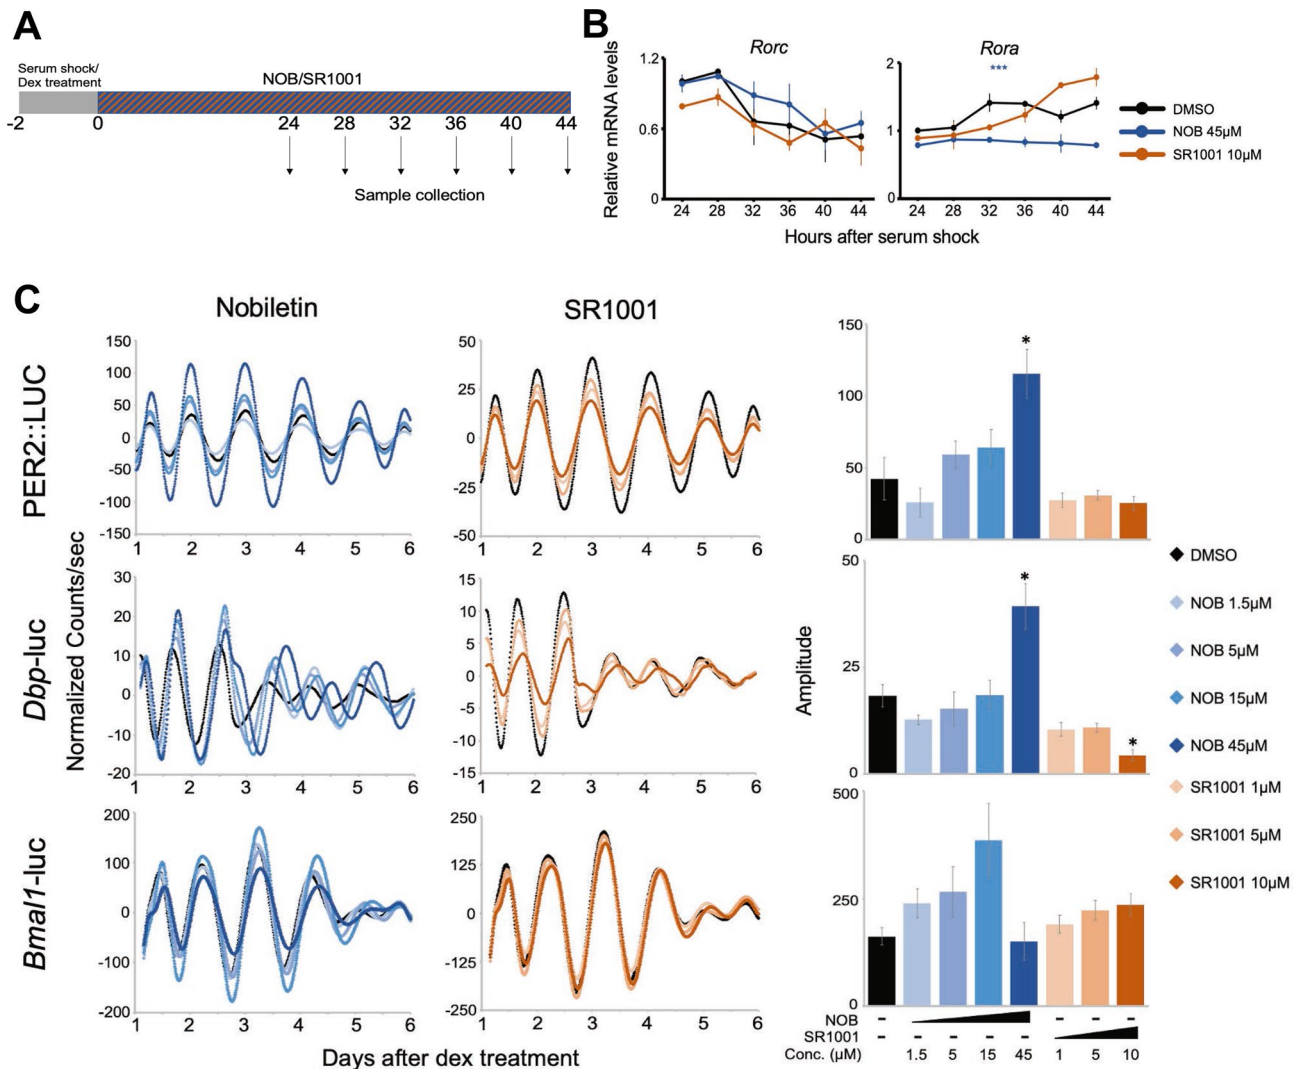 A
Serum shock/
Dex treatment
NOB/SR1001
-2 0 24 28 32 36 40 44
Sample collection
B
Rorc
Rora
Relative mRNA levels
1.2
0.6
0
24 28 32 36 40 44
2
1
0
***
24 28 32 36 40 44
Hours after serum shock
DMSO
NOB 45µM
SR1001 10µM
C
Nobiletin
SR1001
PER2::LUC
150
100
50
0
-50
-100
-150
1 2 3 4 5 6
50
25
0
-25
-50
1 2 3 4 5 6
150
100
50
0
*
Normalized Counts/sec
Dbp-luc
30
20
10
0
-10
-20
1 2 3 4 5 6
15
10
5
0
-5
-10
-15
1 2 3 4 5 6
Amplitude
50
25
0
*
*
Bmal1-luc
200
100
0
-100
-200
1 2 3 4 5 6
250
125
0
-125
-250
1 2 3 4 5 6
Days after dex treatment
500
250
0
NOB - - - -
SR1001 - - - - -
Conc. (µM) 1.5 5 15 45 1 5 10
DMSO
NOB 1.5µM
NOB 5µM
NOB 15µM
NOB 45µM
SR1001 1µM
SR1001 5µM
SR1001 10µM